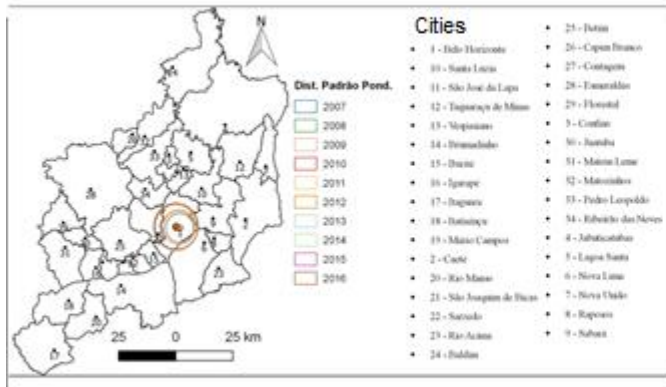 N
Dist. Padrão Pond.
2007
2008
2009
2010
2011
2012
2013
2014
2015
2016
25 0 25 km
Cities
• 1 - Belo Horizonte
• 10 - Santa Luzia
• 11 - São José da Lapa
• 12 - Taquaraçu de Minas
• 13 - Vespasiano
• 14 - Brumadinho
• 15 - Ibirité
• 16 - Igarapé
• 17 - Itaguara
• 18 - Itatiaiuçu
• 19 - Mario Campos
• 2 - Caeté
• 20 - Rio Manso
• 21 - São Joaquim de Bicas
• 22 - Sarzedo
• 23 - Rio Acima
• 24 - Baldim
• 25 - Betim
• 26 - Capim Branco
• 27 - Contagem
• 28 - Esmeraldas
• 29 - Florestal
• 3 - Confins
• 30 - Juatuba
• 31 - Mateus Leme
• 32 - Matozinhos
• 33 - Pedro Leopoldo
• 34 - Ribeirão das Neves
• 4 - Jaboticatubas
• 5 - Lagoa Santa
• 6 - Nova Lima
• 7 - Nova União
• 8 - Raposos
• 9 - Sabará